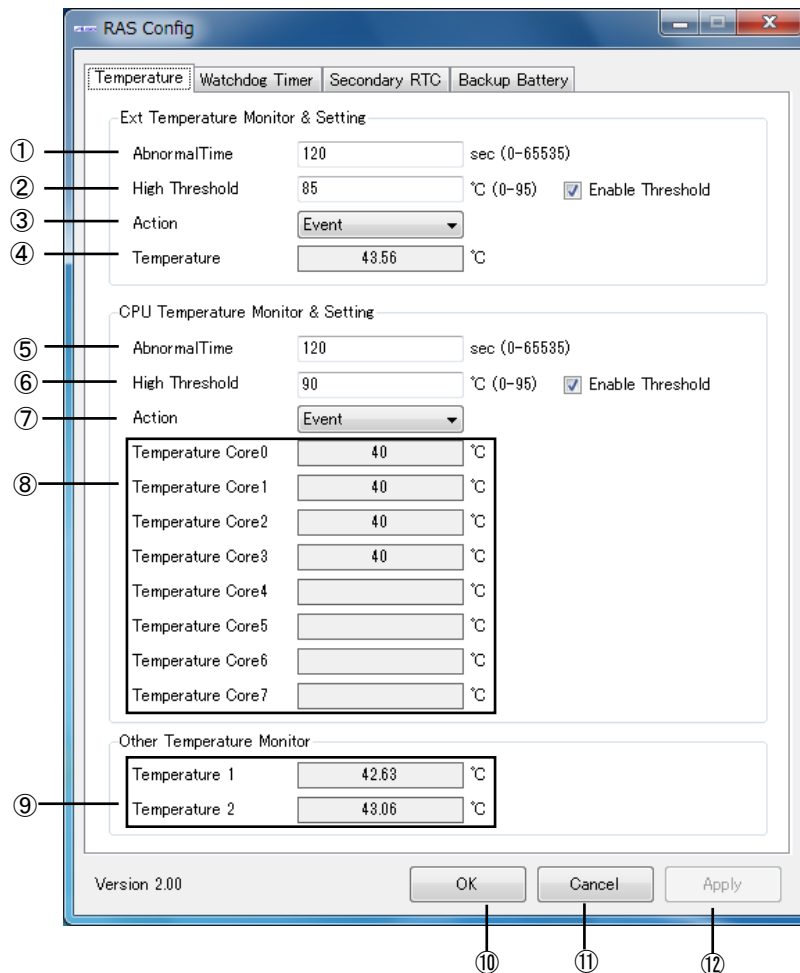 RAS Config
Temperature Watchdog Timer Secondary RTC Backup Battery
Ext Temperature Monitor & Setting
① AbnormalTime 120 sec (0-65535)
② High Threshold 85 ℃ (0-95) Enable Threshold
③ Action Event
④ Temperature 43.56 ℃
CPU Temperature Monitor & Setting
⑤ AbnormalTime 120 sec (0-65535)
⑥ High Threshold 90 ℃ (0-95) Enable Threshold
⑦ Action Event
Temperature Core0 40 ℃
⑧ Temperature Core1 40 ℃
Temperature Core2 40 ℃
Temperature Core3 40 ℃
Temperature Core4 ℃
Temperature Core5 ℃
Temperature Core6 ℃
Temperature Core7 ℃
Other Temperature Monitor
Temperature 1 42.63 ℃
⑨ Temperature 2 43.06 ℃
Version 2.00 OK Cancel Apply
⑩ ⑪ ⑫